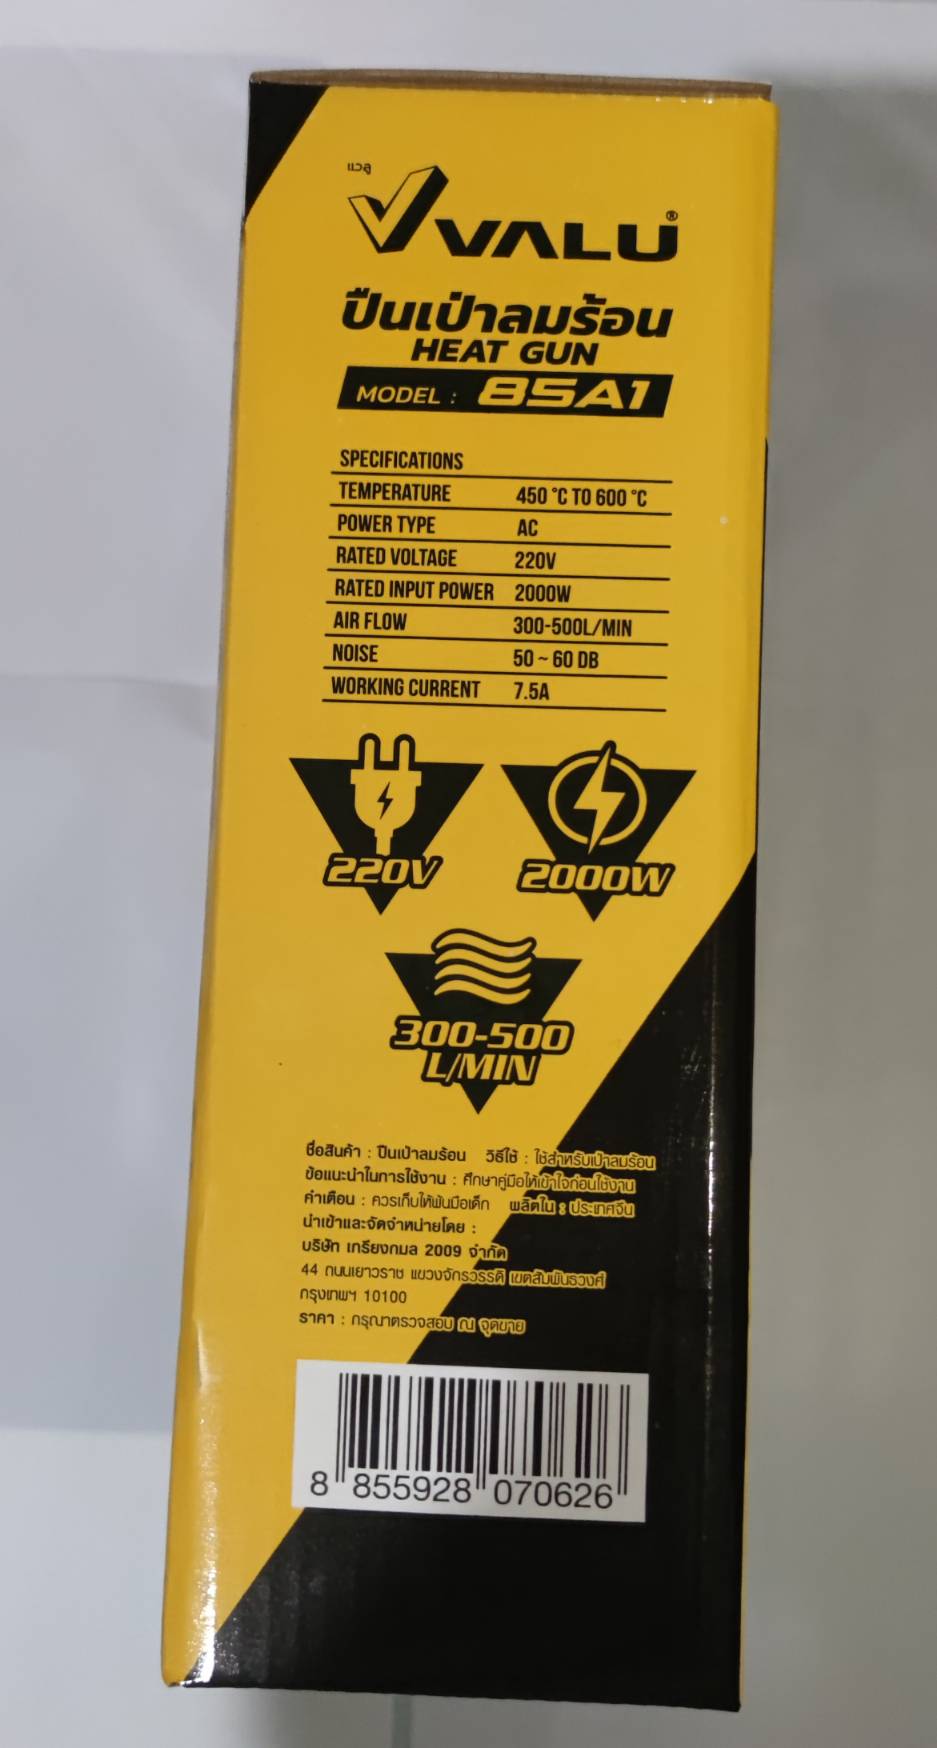 แวลู
VALU®
ปืนเป่าลมร้อน
HEAT GUN
MODEL : 85A1
SPECIFICATIONS
TEMPERATURE 450 °C TO 600 °C
POWER TYPE AC
RATED VOLTAGE 220V
RATED INPUT POWER 2000W
AIR FLOW 300-500L/MIN
NOISE 50 ~ 60 DB
WORKING CURRENT 7.5A
220V 2000W
300-500
L/MIN
ชื่อสินค้า : ปืนเป่าลมร้อน วิธีใช้ : ใช้สำหรับเป่าลมร้อน
ข้อแนะนำในการใช้งาน : ศึกษาคู่มือให้เข้าใจก่อนใช้งาน
คำเตือน : ควรเก็บให้พ้นมือเด็ก ผลิตใน : ประเทศจีน
นำเข้าและจัดจำหน่ายโดย :
บริษัท เกรียงกมล 2009 จำกัด
44 ถนนเยาวราช แขวงจักรวรรดิ เขตสัมพันธวงศ์
กรุงเทพฯ 10100
ราคา : กรุณาตรวจสอบ ณ จุดขาย
8 855928 070626